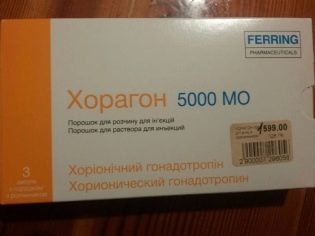 FERRING
PHARMACEUTICALS
Хорагон 5000 МО
Порошок для розчину для ін'єкцій
Порошок для раствора для инъекций
599.00
3
Хоріонічний гонадотропін
Хорионический гонадотропин